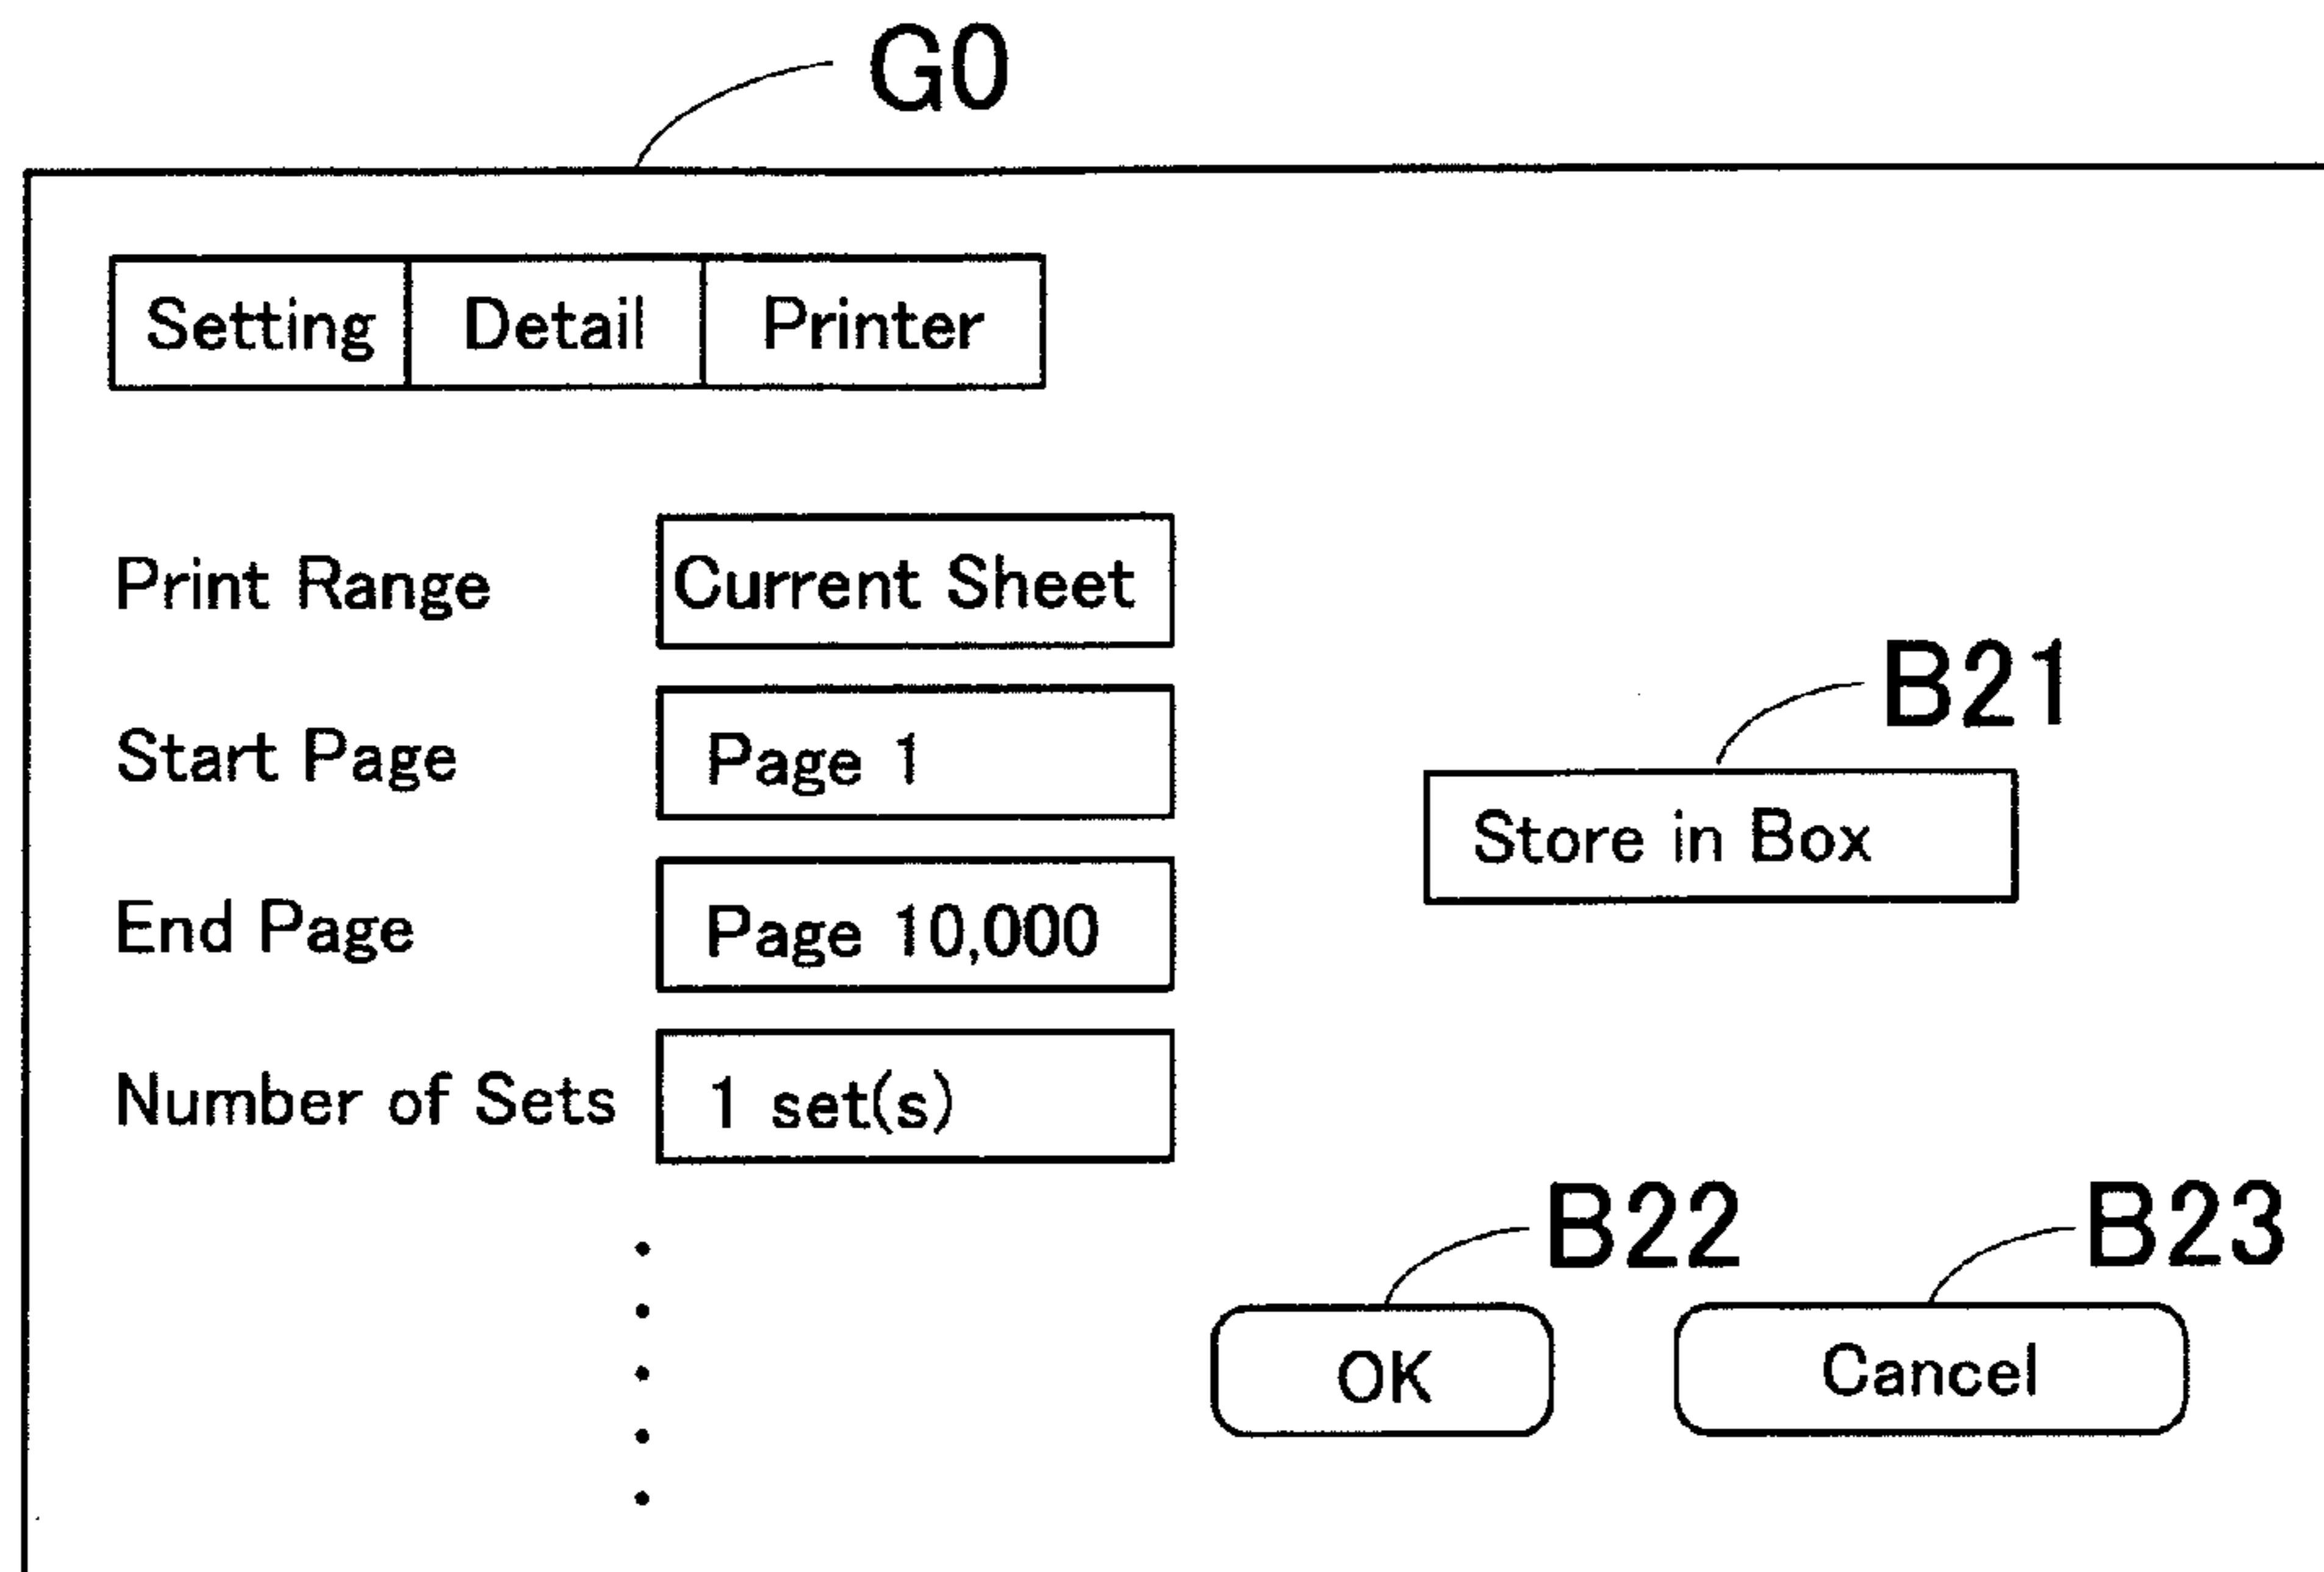 G0
Setting Detail Printer
Print Range Current Sheet
B21
Start Page Page 1
Store in Box
End Page Page 10,000
Number of Sets 1 set(s)
B22 B23
OK Cancel